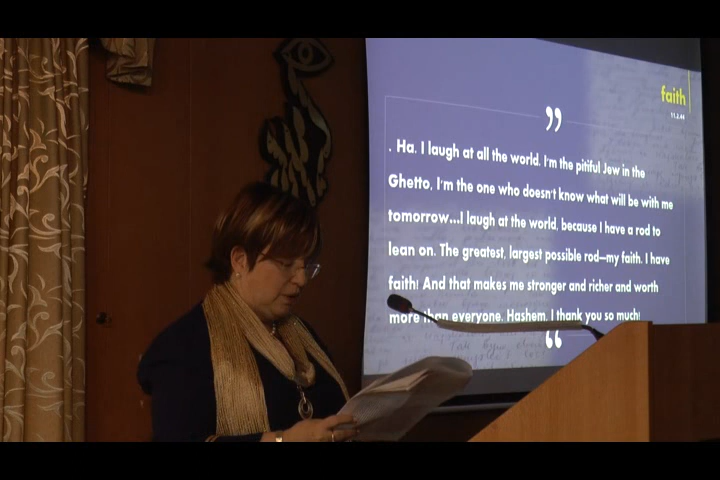 faith
11.2.44
”
. Ha. I laugh at all the world. I'm the pitiful Jew in the
Ghetto, I'm the one who doesn't know what will be with me
tomorrow...I laugh at the world, because I have a rod to
lean on. The greatest, largest possible rod—my faith. I have
faith! And that makes me stronger and richer and worth
more than everyone. Hashem, I thank you so much!
“